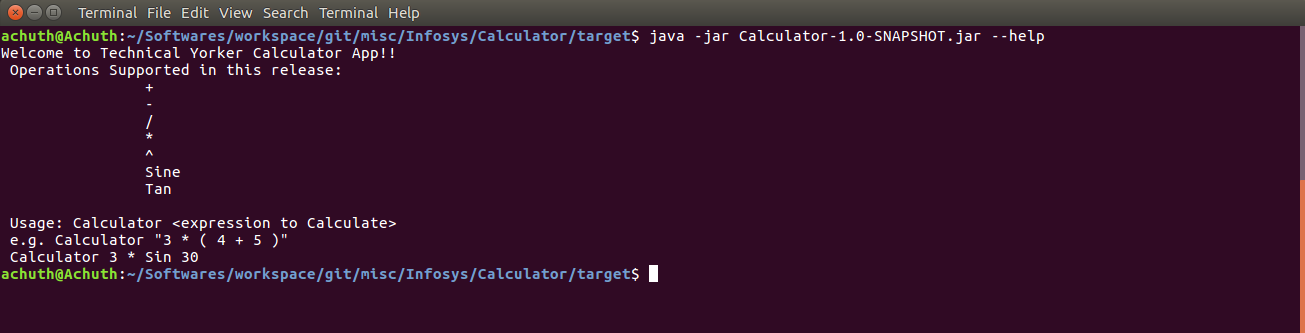 Terminal File Edit View Search Terminal Help
achuth@Achuth:~/Softwares/workspace/git/misc/Infosys/Calculator/target$ java -jar Calculator-1.0-SNAPSHOT.jar --help
Welcome to Technical Yorker Calculator App!!
Operations Supported in this release:
+
-
/
*
^
Sine
Tan
Usage: Calculator <expression to Calculate>
e.g. Calculator "3 * ( 4 + 5 )"
Calculator 3 * Sin 30
achuth@Achuth:~/Softwares/workspace/git/misc/Infosys/Calculator/target$